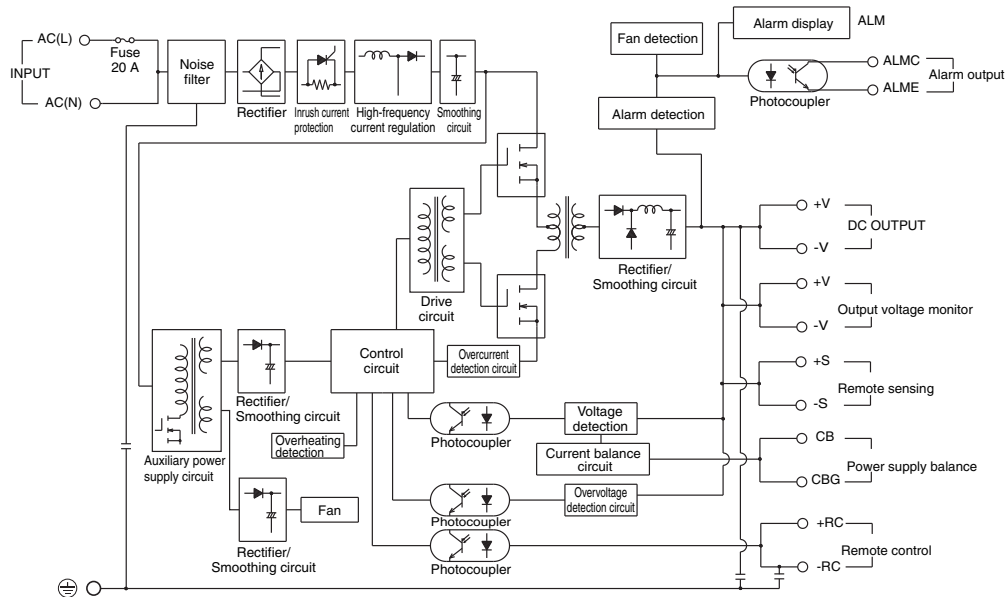 AC(L)
Fuse
20 A
INPUT
AC(N)
Noise
filter
Rectifier
Inrush current
protection
High-frequency
current regulation
Smoothing
circuit
Fan detection
Alarm display
ALM
Photocoupler
ALMC
ALME
Alarm output
Alarm detection
Drive
circuit
Rectifier/
Smoothing circuit
+V
-V
DC OUTPUT
+V
-V
Output voltage monitor
+S
-S
Remote sensing
CB
CBG
Power supply balance
+RC
-RC
Remote control
Auxiliary power
supply circuit
Rectifier/
Smoothing circuit
Control
circuit
Overcurrent
detection circuit
Overheating
detection
Photocoupler
Voltage
detection
Current balance
circuit
Photocoupler
Overvoltage
detection circuit
Photocoupler
Rectifier/
Smoothing circuit
Fan